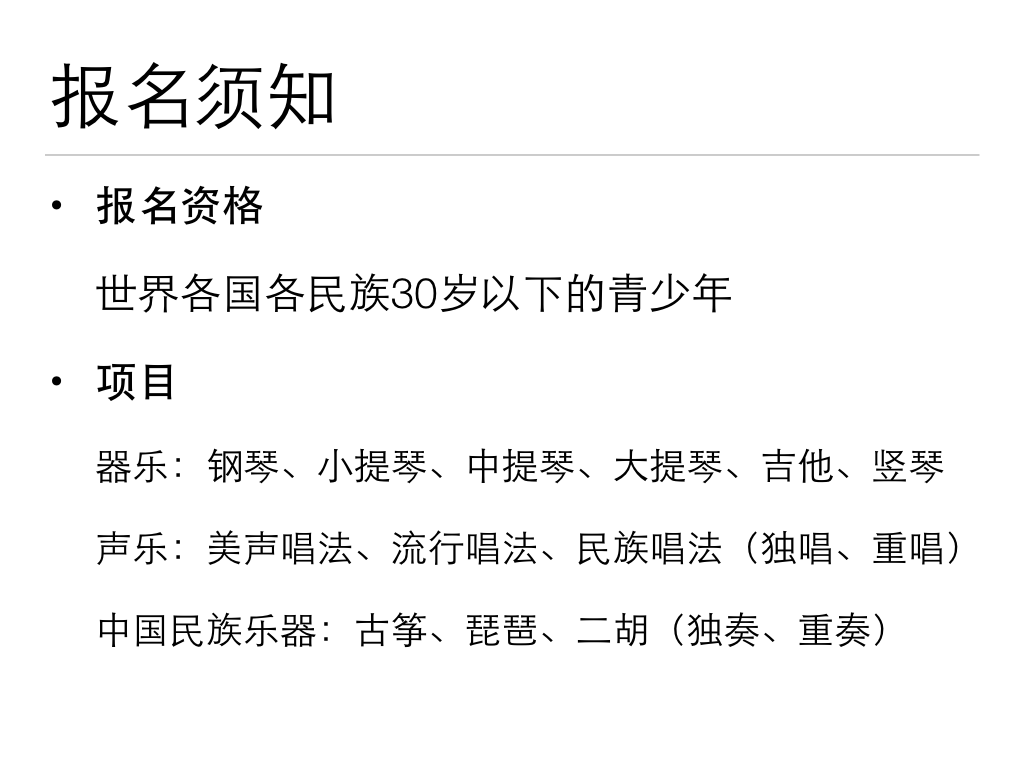 报名须知
• 报名资格
世界各国各民族30岁以下的青少年
• 项目
器乐：钢琴、小提琴、中提琴、大提琴、吉他、竖琴
声乐：美声唱法、流行唱法、民族唱法（独唱、重唱）
中国民族乐器：古筝、琵琶、二胡（独奏、重奏）